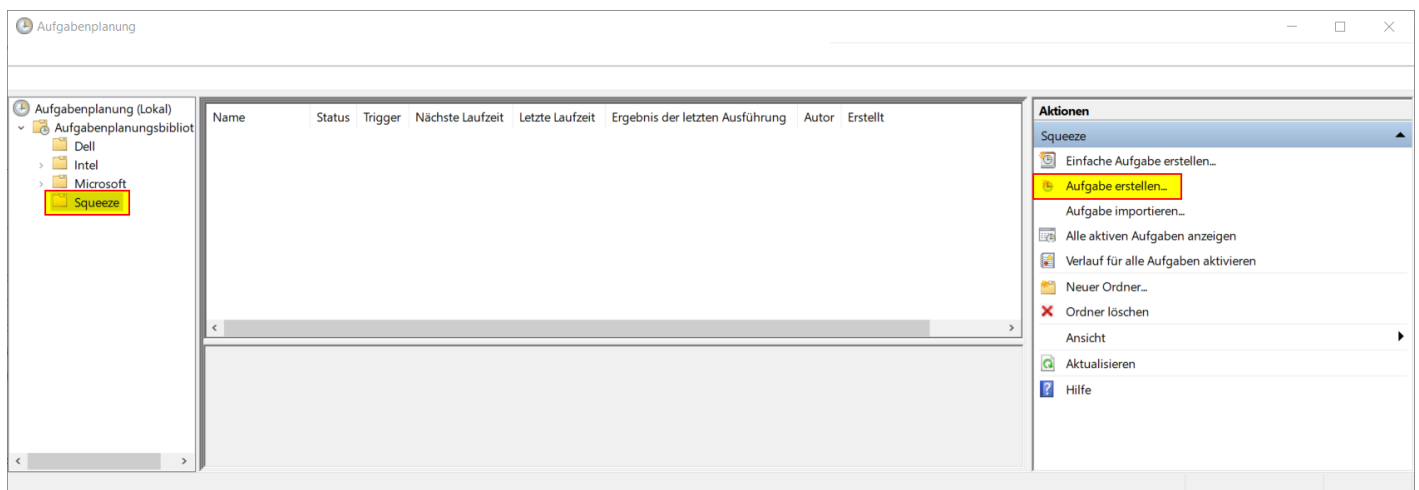 Aufgabenplanung
Aufgabenplanung (Lokal)
Aufgabenplanungsbibliot
Dell
Intel
Microsoft
Squeeze
Name Status Trigger Nächste Laufzeit Letzte Laufzeit Ergebnis der letzten Ausführung Autor Erstellt
Aktionen
Squeeze
Einfache Aufgabe erstellen...
Aufgabe erstellen...
Aufgabe importieren...
Alle aktiven Aufgaben anzeigen
Verlauf für alle Aufgaben aktivieren
Neuer Ordner...
Ordner löschen
Ansicht
Aktualisieren
Hilfe